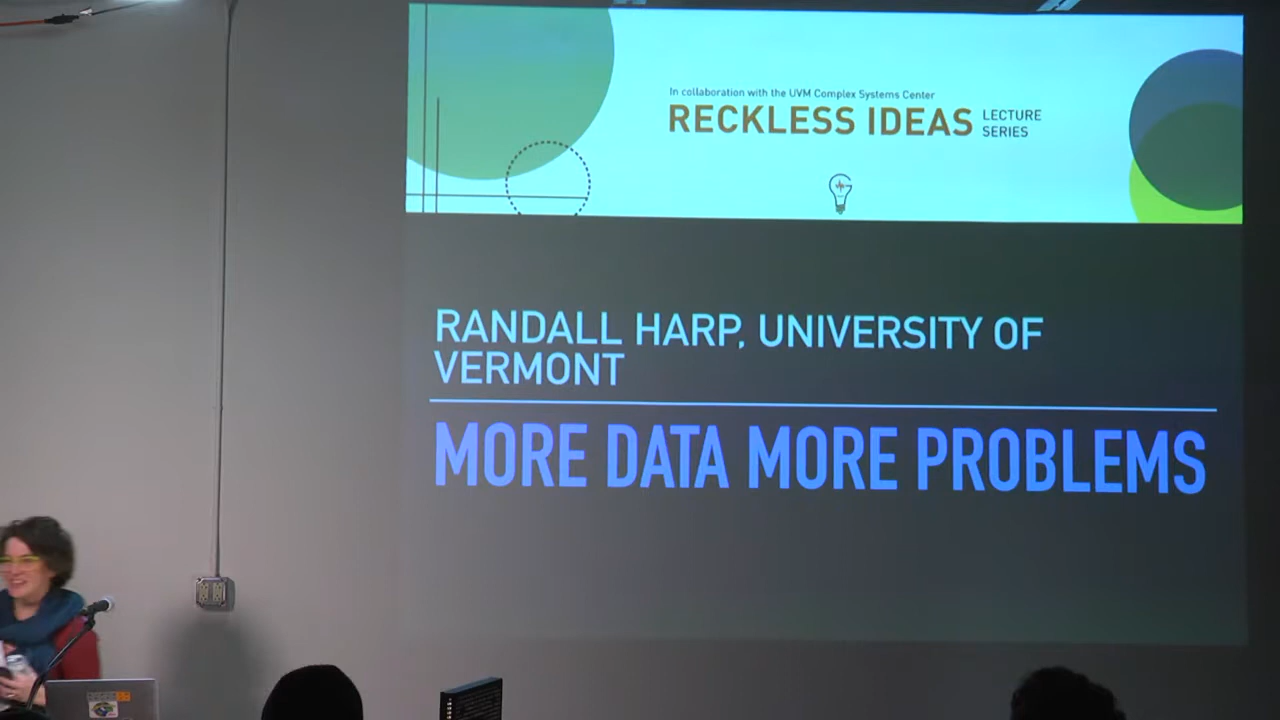 In collaboration with the UVM Complex Systems Center
RECKLESS IDEAS LECTURE SERIES
RANDALL HARP, UNIVERSITY OF
VERMONT
MORE DATA MORE PROBLEMS